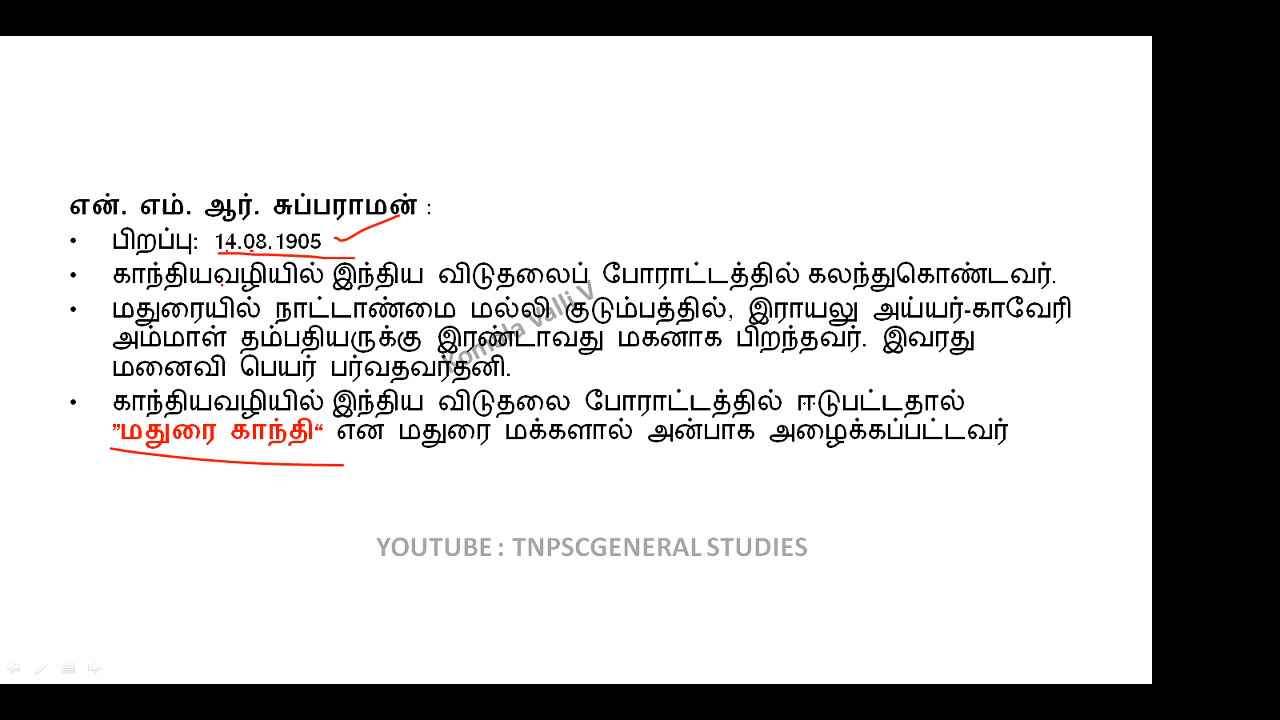 என். எம். ஆர். சுப்பராமன் :
• பிறப்பு: 14.08.1905
• காந்தியவழியில் இந்திய விடுதலைப் போராட்டத்தில் கலந்துகொண்டவர்.
• மதுரையில் நாட்டாண்மை மல்லி குடும்பத்தில், இராயலு அய்யர்-காவேரி
அம்மாள் தம்பதியருக்கு இரண்டாவது மகனாக பிறந்தவர். இவரது
மனைவி பெயர் பர்வதவர்தனி.
• காந்தியவழியில் இந்திய விடுதலை போராட்டத்தில் ஈடுபட்டதால்
”மதுரை காந்தி“ என மதுரை மக்களால் அன்பாக அழைக்கப்பட்டவர்
Komala Valli V
YOUTUBE : TNPSCGENERAL STUDIES